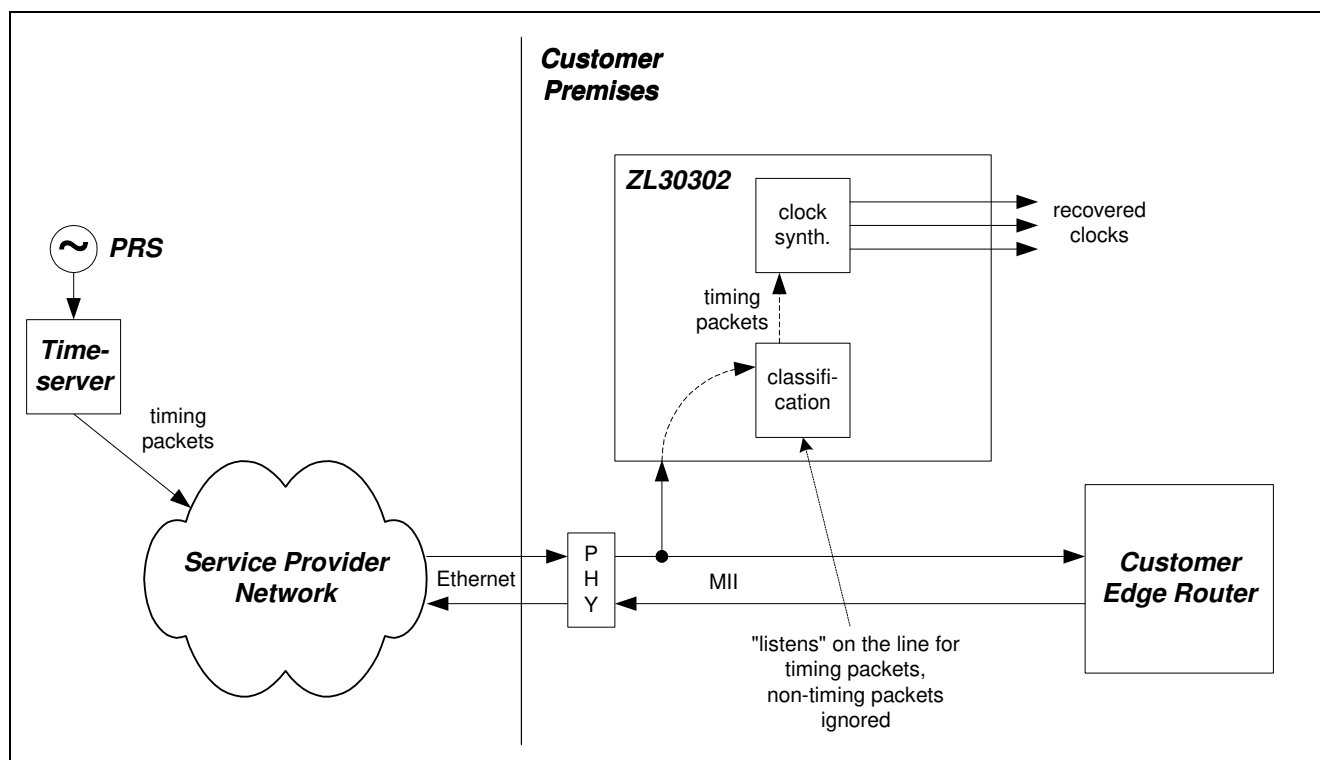 Customer
Premises
ZL30302
clock
synth.
recovered
clocks
~
PRS
timing
packets
Time-
server
classifi-
cation
timing
packets
Service Provider
Network
Ethernet
P
H
Y
MII
Customer
Edge Router
"listens" on the line for
timing packets,
non-timing packets
ignored